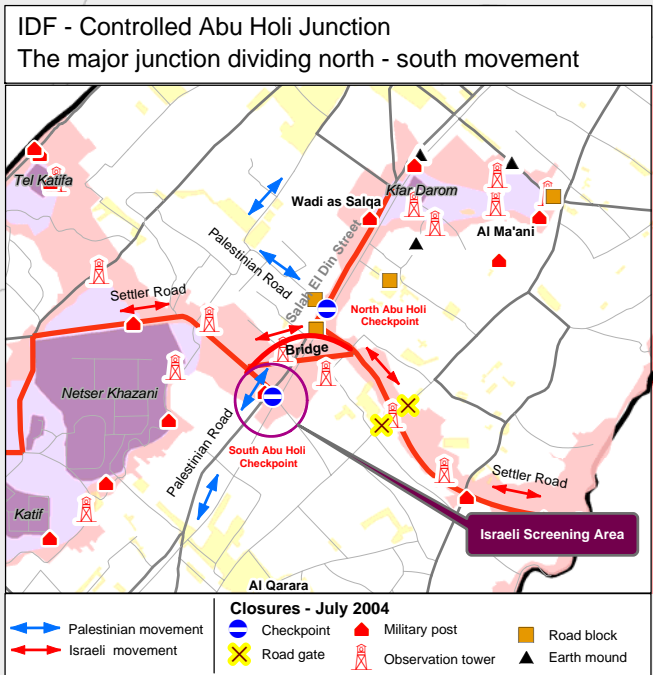 IDF - Controlled Abu Holi Junction
The major junction dividing north - south movement
Tel Katifa
Kfar Darom
Wadi as Salqa
Al Ma'ani
Salah El Din Street
Palestinian Road
Settler Road
North Abu Holi
Checkpoint
Bridge
Netser Khazani
Palestinian Road
South Abu Holi
Checkpoint
Settler Road
Katif
Israeli Screening Area
Al Qarara
Palestinian movement
Israeli movement
Closures - July 2004
Checkpoint
Military post
Road block
Road gate
Observation tower
Earth mound